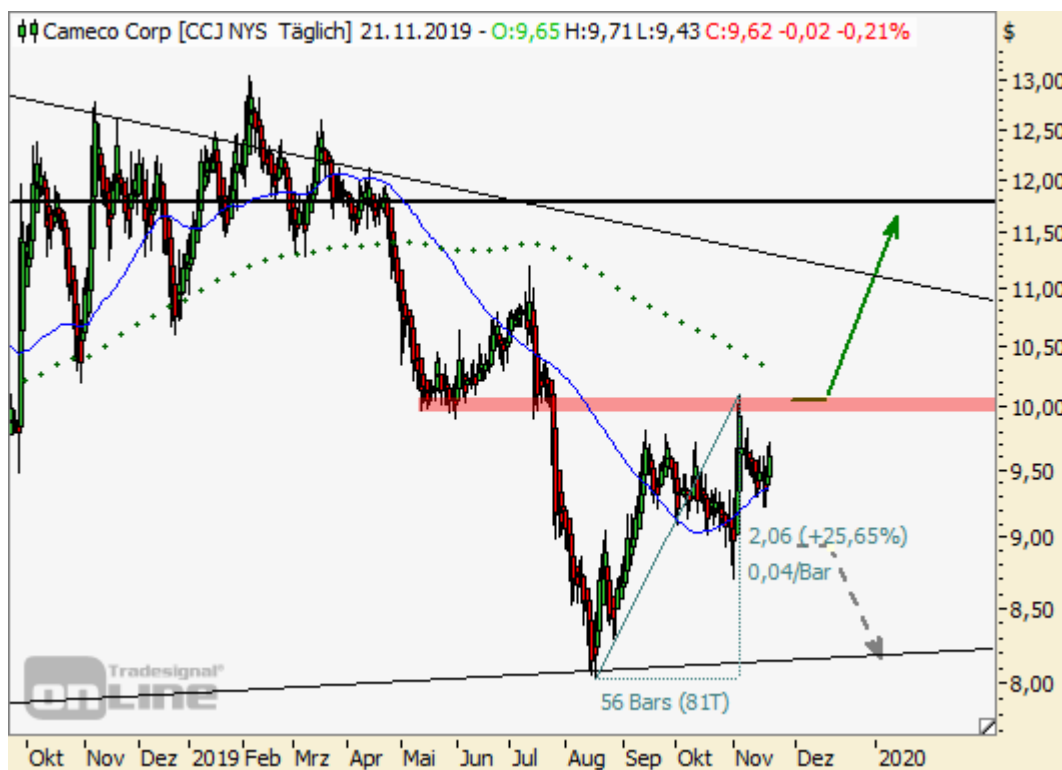 Cameco Corp [CCJ NYS Täglich] 21.11.2019 - O:9,65 H:9,71 L:9,43 C:9,62 -0,02 -0,21%
$
13,00
12,50
12,00
11,50
11,00
10,50
10,00
9,50
9,00
8,50
8,00
2,06 (+25,65%)
0,04/Bar
56 Bars (81T)
Tradesignal®
onLINE
Okt Nov Dez 2019 Feb Mrz Apr Mai Jun Jul Aug Sep Okt Nov Dez 2020